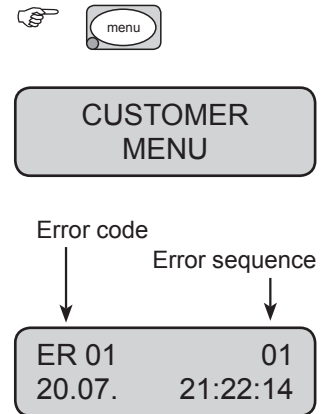 menu
CUSTOMER
MENU
Error code
Error sequence
ER 01 01
20.07. 21:22:14